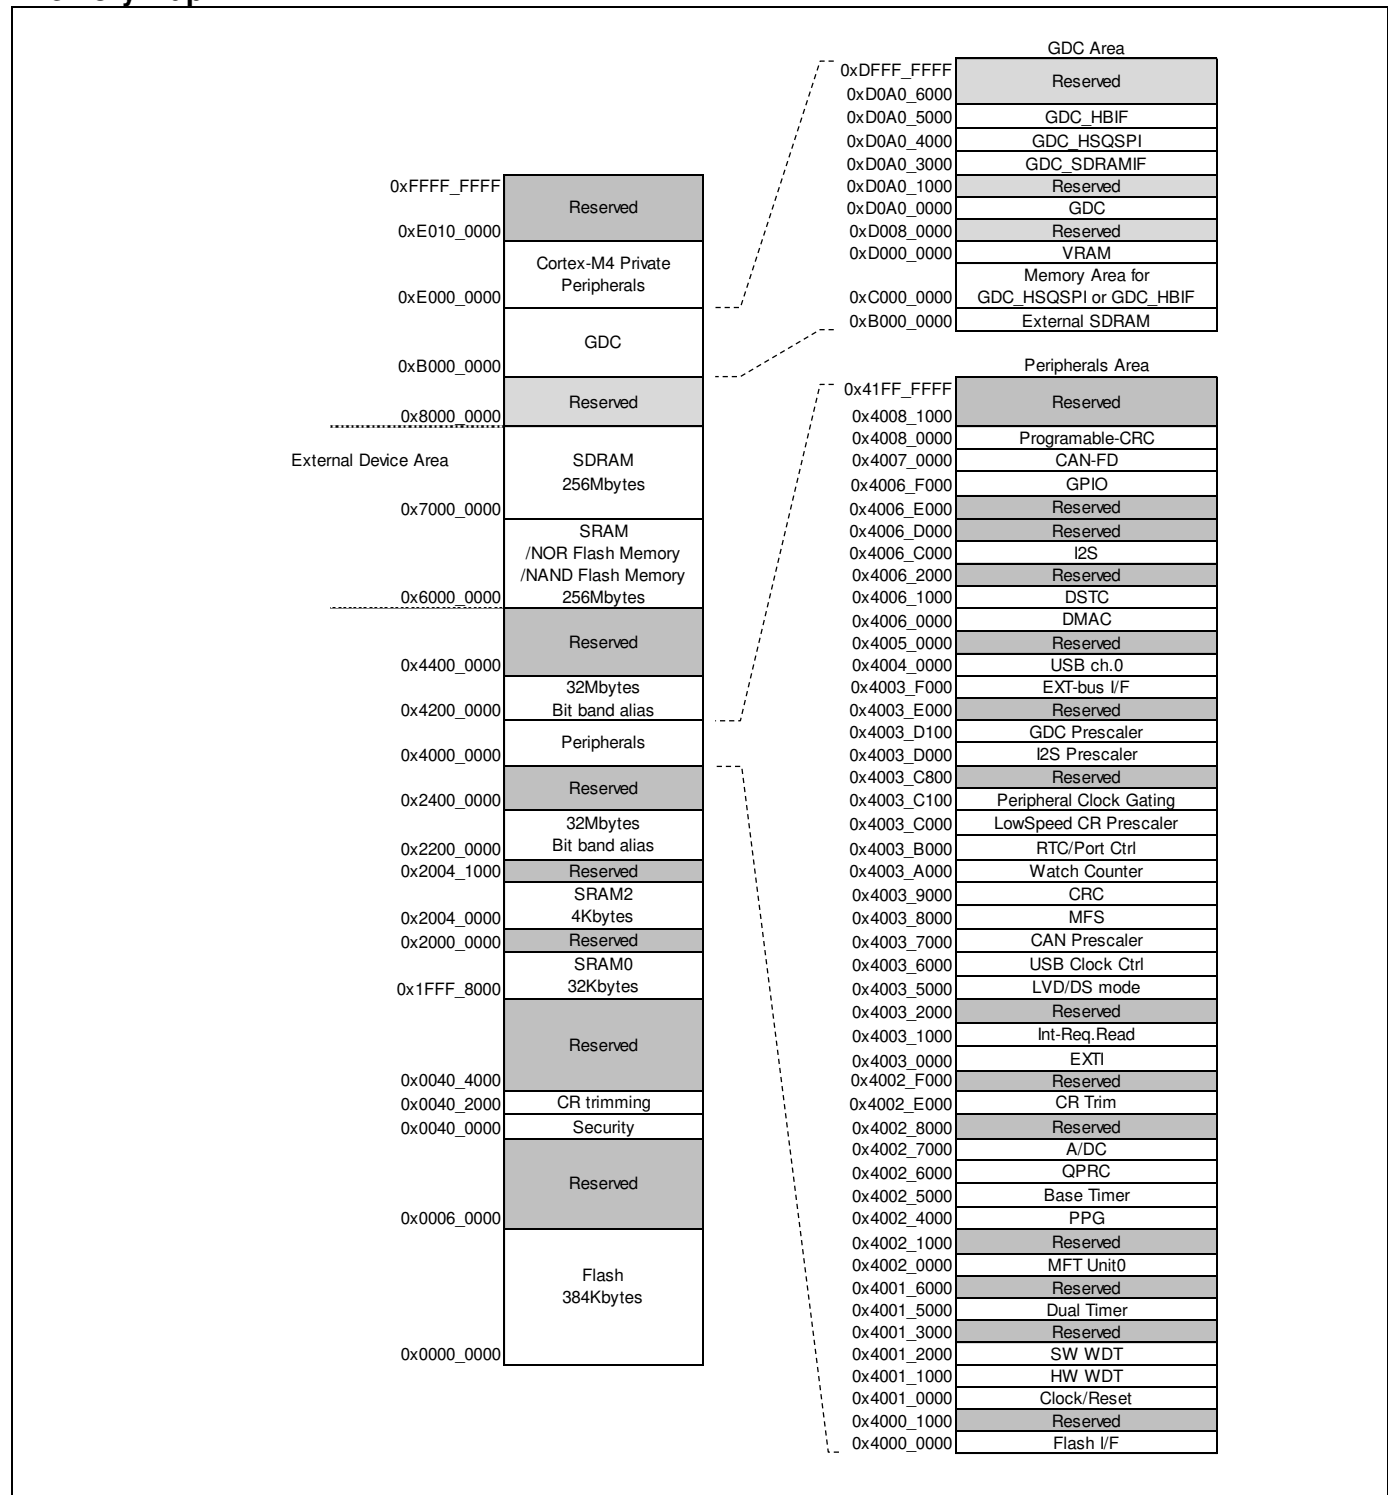 0xFFFF_FFFF
Reserved
0xE010_0000
Cortex-M4 Private
Peripherals
0xE000_0000
GDC
0xB000_0000
Reserved
0x8000_0000
External Device Area
SDRAM
256Mbytes
0x7000_0000
SRAM
/NOR Flash Memory
/NAND Flash Memory
0x6000_0000 256Mbytes
Reserved
0x4400_0000
32Mbytes
0x4200_0000 Bit band alias
Peripherals
0x4000_0000
Reserved
0x2400_0000
32Mbytes
0x2200_0000 Bit band alias
0x2004_1000 Reserved
SRAM2
0x2004_0000 4Kbytes
0x2000_0000 Reserved
SRAM0
0x1FFF_8000 32Kbytes
Reserved
0x0040_4000
0x0040_2000 CR trimming
0x0040_0000 Security
Reserved
0x0006_0000
Flash
384Kbytes
0x0000_0000
GDC Area
0xDFFF_FFFF
Reserved
0xD0A0_6000
0xD0A0_5000 GDC_HBIF
0xD0A0_4000 GDC_HSQSPI
0xD0A0_3000 GDC_SDRAMIF
0xD0A0_1000 Reserved
0xD0A0_0000 GDC
0xD008_0000 Reserved
0xD000_0000 VRAM
Memory Area for
0xC000_0000 GDC_HSQSPI or GDC_HBIF
0xB000_0000 External SDRAM
Peripherals Area
0x41FF_FFFF
Reserved
0x4008_1000
0x4008_0000 Programable-CRC
0x4007_0000 CAN-FD
0x4006_F000 GPIO
0x4006_E000 Reserved
0x4006_D000 Reserved
0x4006_C000 I2S
0x4006_2000 Reserved
0x4006_1000 DSTC
0x4006_0000 DMAC
0x4005_0000 Reserved
0x4004_0000 USB ch.0
0x4003_F000 EXT-bus I/F
0x4003_E000 Reserved
0x4003_D100 GDC Prescaler
0x4003_D000 I2S Prescaler
0x4003_C800 Reserved
0x4003_C100 Peripheral Clock Gating
0x4003_C000 LowSpeed CR Prescaler
0x4003_B000 RTC/Port Ctrl
0x4003_A000 Watch Counter
0x4003_9000 CRC
0x4003_8000 MFS
0x4003_7000 CAN Prescaler
0x4003_6000 USB Clock Ctrl
0x4003_5000 LVD/DS mode
0x4003_2000 Reserved
0x4003_1000 Int-Req.Read
0x4003_0000 EXTI
0x4002_F000 Reserved
0x4002_E000 CR Trim
0x4002_8000 Reserved
0x4002_7000 A/DC
0x4002_6000 QPRC
0x4002_5000 Base Timer
0x4002_4000 PPG
0x4002_1000 Reserved
0x4002_0000 MFT Unit0
0x4001_6000 Reserved
0x4001_5000 Dual Timer
0x4001_3000 Reserved
0x4001_2000 SW WDT
0x4001_1000 HW WDT
0x4001_0000 Clock/Reset
0x4000_1000 Reserved
0x4000_0000 Flash I/F